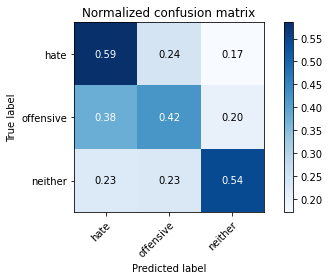 Normalized confusion matrix
True label
hate
offensive
neither
0.59 0.24 0.17
0.38 0.42 0.20
0.23 0.23 0.54
hate
offensive
neither
Predicted label
0.55
0.50
0.45
0.40
0.35
0.30
0.25
0.20